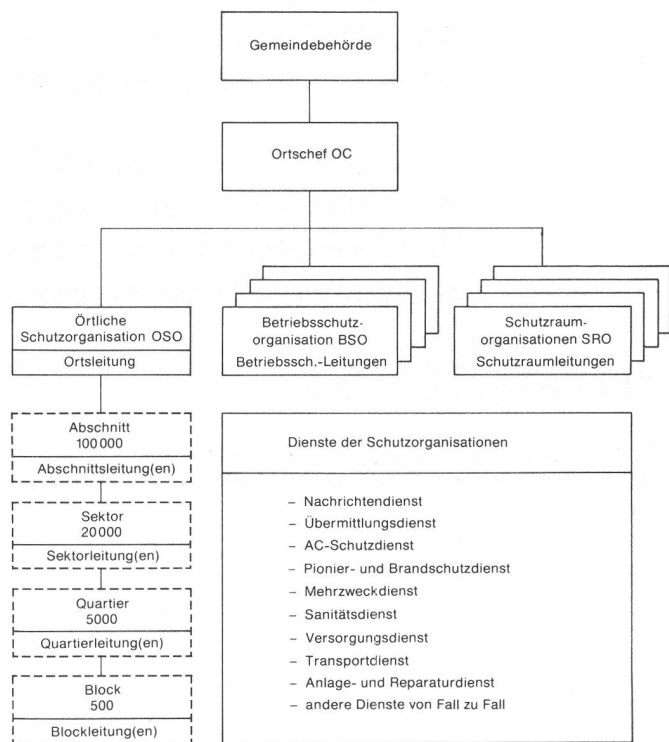 Gemeindebehörde
Ortschef OC
Örtliche
Schutzorganisation OSO
Ortsleitung
Betriebsschutz-
organisation BSO
Betriebssch.-Leitungen
Schutzraum-
organisationen SRO
Schutzraumleitungen
Abschnitt
100 000
Abschnittsleitung(en)
Sektor
20 000
Sektorleitung(en)
Quartier
5000
Quartierleitung(en)
Block
500
Blockleitung(en)
Dienste der Schutzorganisationen
– Nachrichtendienst
– Übermittlungsdienst
– AC-Schutzdienst
– Pionier- und Brandschutzdienst
– Mehrzweckdienst
– Sanitätsdienst
– Versorgungsdienst
– Transportdienst
– Anlage- und Reparaturdienst
– andere Dienste von Fall zu Fall